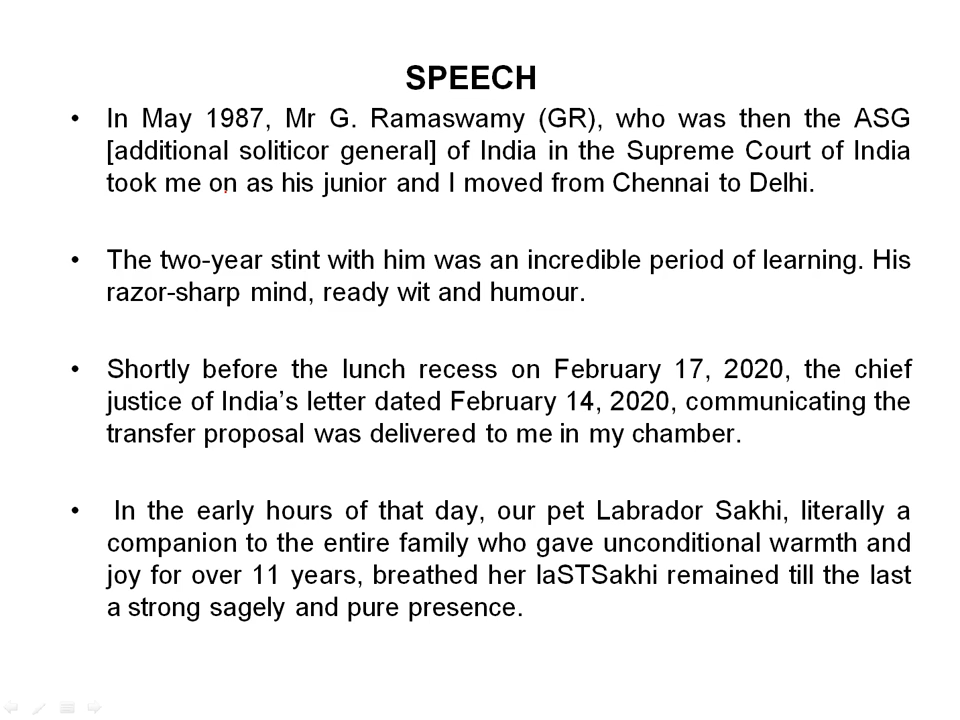 SPEECH
• In May 1987, Mr G. Ramaswamy (GR), who was then the ASG
[additional soliticor general] of India in the Supreme Court of India
took me on as his junior and I moved from Chennai to Delhi.
• The two-year stint with him was an incredible period of learning. His
razor-sharp mind, ready wit and humour.
• Shortly before the lunch recess on February 17, 2020, the chief
justice of India’s letter dated February 14, 2020, communicating the
transfer proposal was delivered to me in my chamber.
• In the early hours of that day, our pet Labrador Sakhi, literally a
companion to the entire family who gave unconditional warmth and
joy for over 11 years, breathed her laSTSakhi remained till the last
a strong sagely and pure presence.